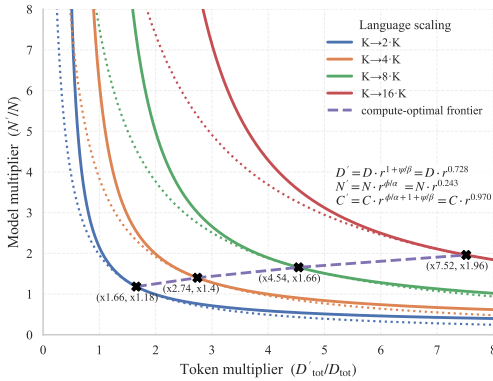 8
7
6
5
4
3
2
1
0
Model multiplier (N′/N)
Language scaling
K→2·K
K→4·K
K→8·K
K→16·K
compute-optimal frontier
D′ = D · r^{1+ψ/β} = D · r^{0.728}
N′ = N · r^{ϕ/α} = N · r^{0.243}
C′ = C · r^{ϕ/α+1+ψ/β} = C · r^{0.970}
(x1.66, x1.18)
(x2.74, x1.4)
(x4.54, x1.66)
(x7.52, x1.96)
0 1 2 3 4 5 6 7 8
Token multiplier (D′tot/Dtot)